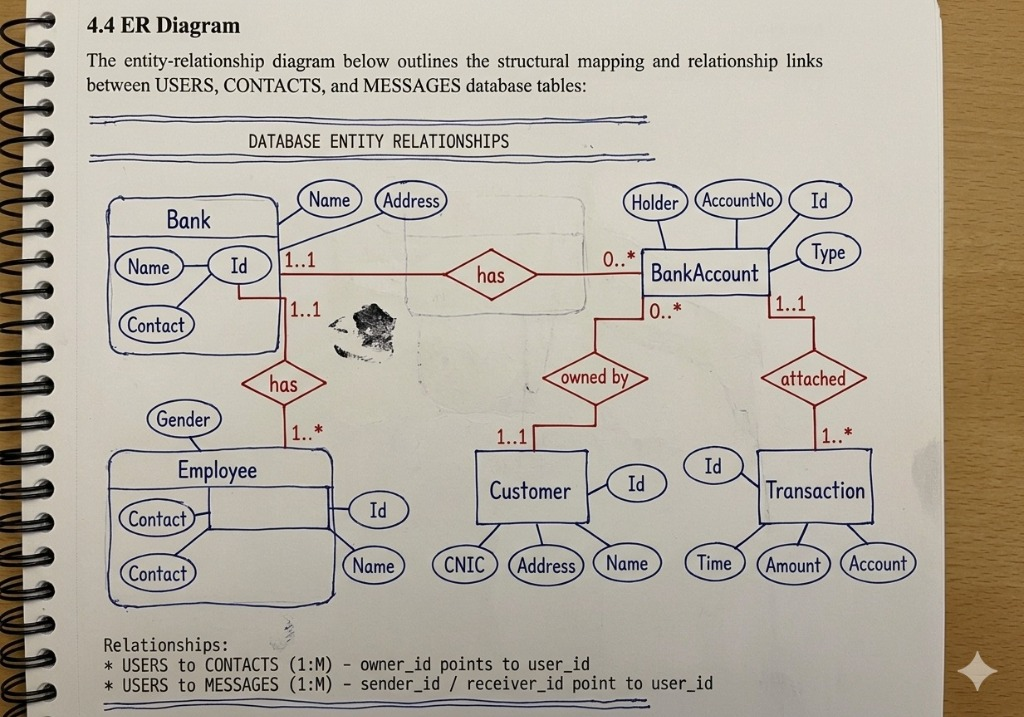 4.4 ER Diagram
The entity-relationship diagram below outlines the structural mapping and relationship links
between USERS, CONTACTS, and MESSAGES database tables:
DATABASE ENTITY RELATIONSHIPS
Bank
Name
Address
Name
Id
Contact
1..1
has
0..*
Holder
AccountNo
Id
BankAccount
Type
1..1
has
1..*
0..*
owned by
1..1
1..1
attached
1..*
Gender
Employee
Contact
Id
Contact
Name
Customer
Id
CNIC
Address
Name
Id
Transaction
Time
Amount
Account
Relationships:
* USERS to CONTACTS (1:M) - owner_id points to user_id
* USERS to MESSAGES (1:M) - sender_id / receiver_id point to user_id